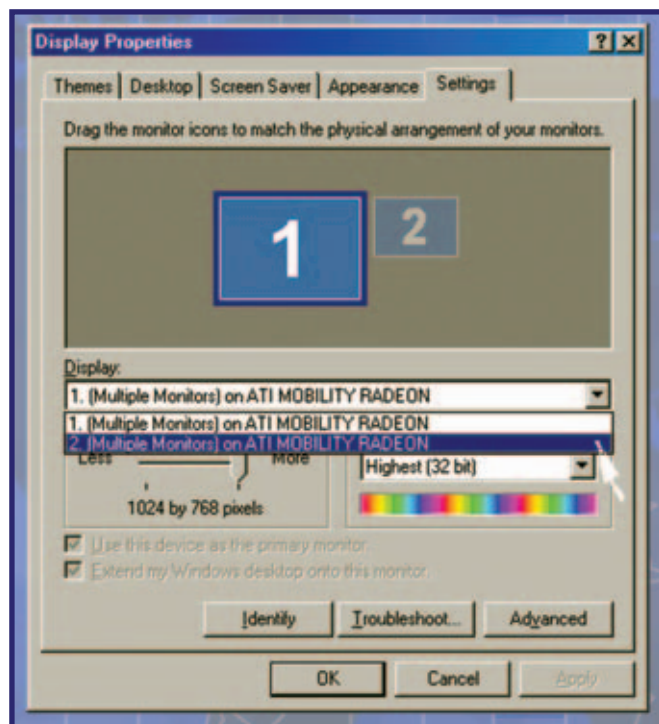 Display Properties
? X
Themes Desktop Screen Saver Appearance Settings
Drag the monitor icons to match the physical arrangement of your monitors.
1 2
Display:
1. (Multiple Monitors) on ATI MOBILITY RADEON
1. (Multiple Monitors) on ATI MOBILITY RADEON
2. (Multiple Monitors) on ATI MOBILITY RADEON
Less More Highest (32 bit)
1024 by 768 pixels
Use this device as the primary monitor.
Extend my Windows desktop onto this monitor.
Identify Troubleshoot... Advanced
OK Cancel Apply